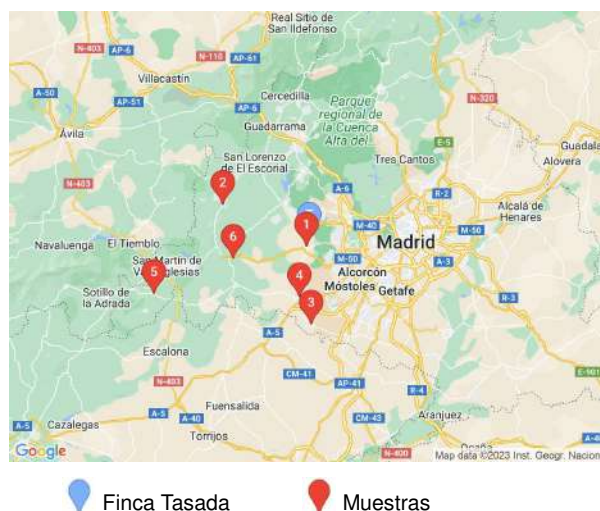 Real Sitio de
San Ildefonso
N-403
AP-6
N-110
AP-61
Villacastín
N-320
A-50
AP-51
Cercedilla
AP-6
Parque
regional de
la Cuenca
Alta del
Guadarrama
Ávila
E-5
Guadala
Alovera
San Lorenzo
de El Escorial
Tres Cantos
N-403
2
A-6
R-2
Alcalá de
Henares
1
M-40
M-50
Navaluenga
El Tiemblo
6
Madrid
San Martín de
Valdeiglesias
M-50
A-3
5
4
Alcorcón
Móstoles
Getafe
R-3
Sotillo de
la Adrada
3
A-5
Escalona
CM-41
N-403
AP-41
R-4
E-901
Fuensalida
A-5
A-40
CM-43
Aranjuez
A-5
Cazalegas
Torrijos
N-400
Ocaña
A-40
Google
Map data ©2023 Inst. Geogr. Nacion
Finca Tasada
Muestras